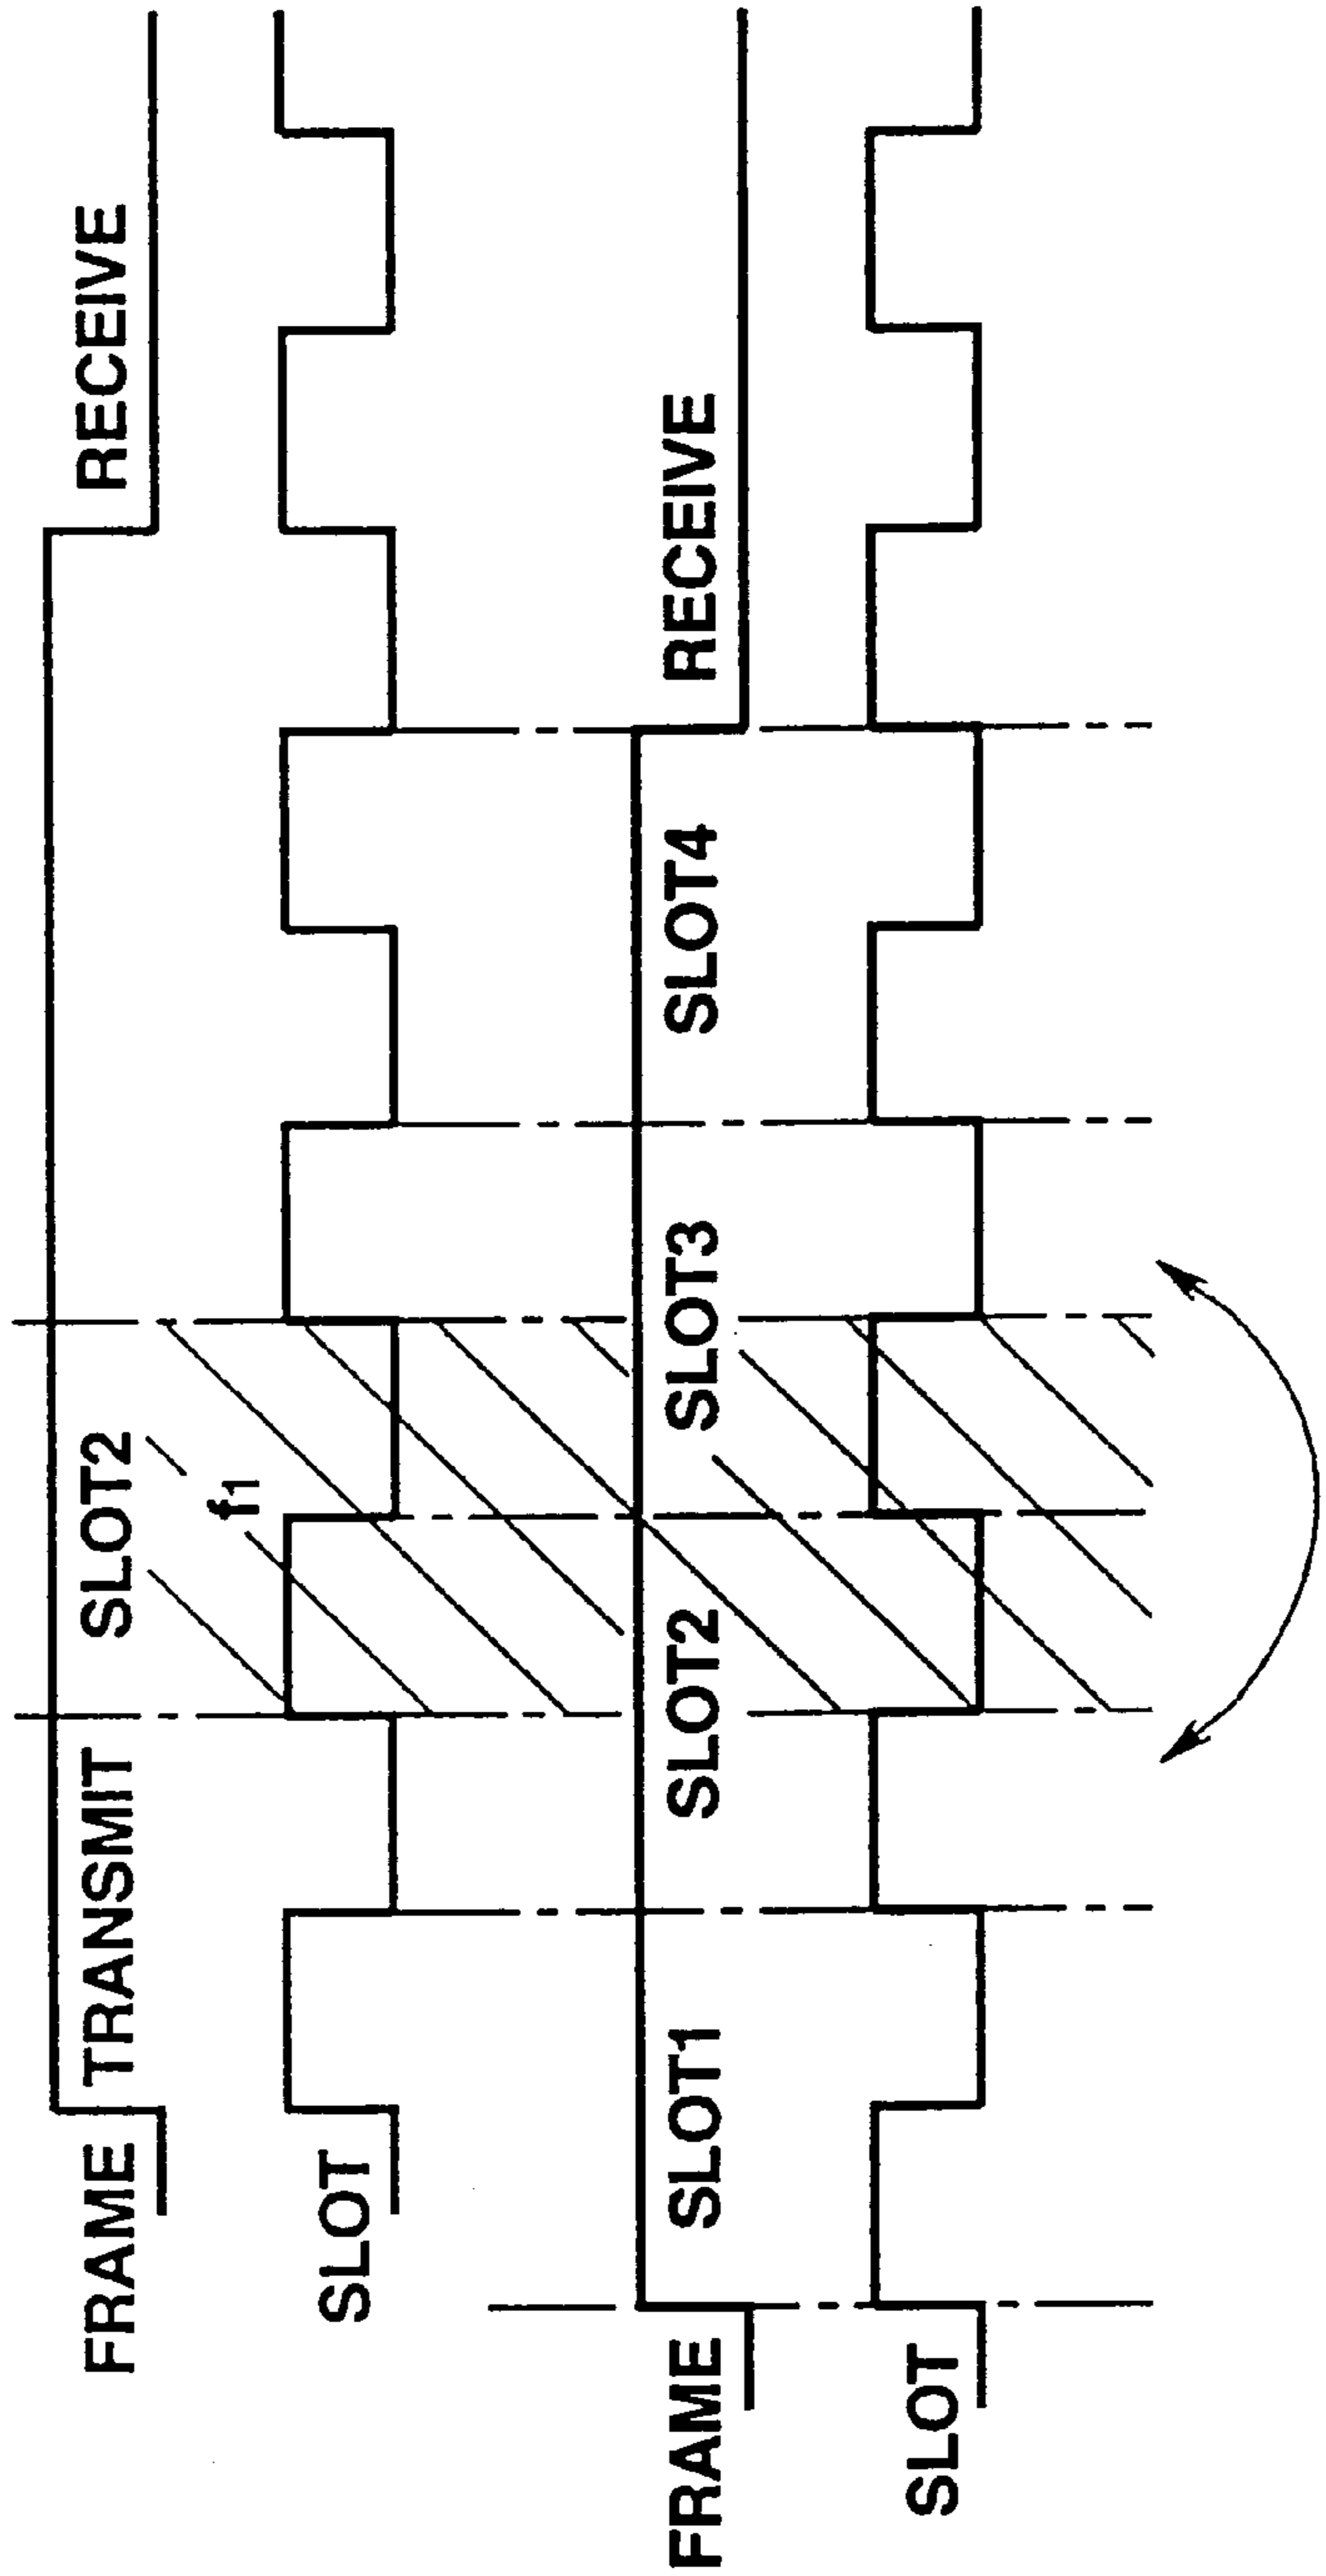 FRAME TRANSMIT SLOT2 RECEIVE
f1
SLOT
FRAME SLOT1 SLOT2 SLOT3 SLOT4 RECEIVE
SLOT